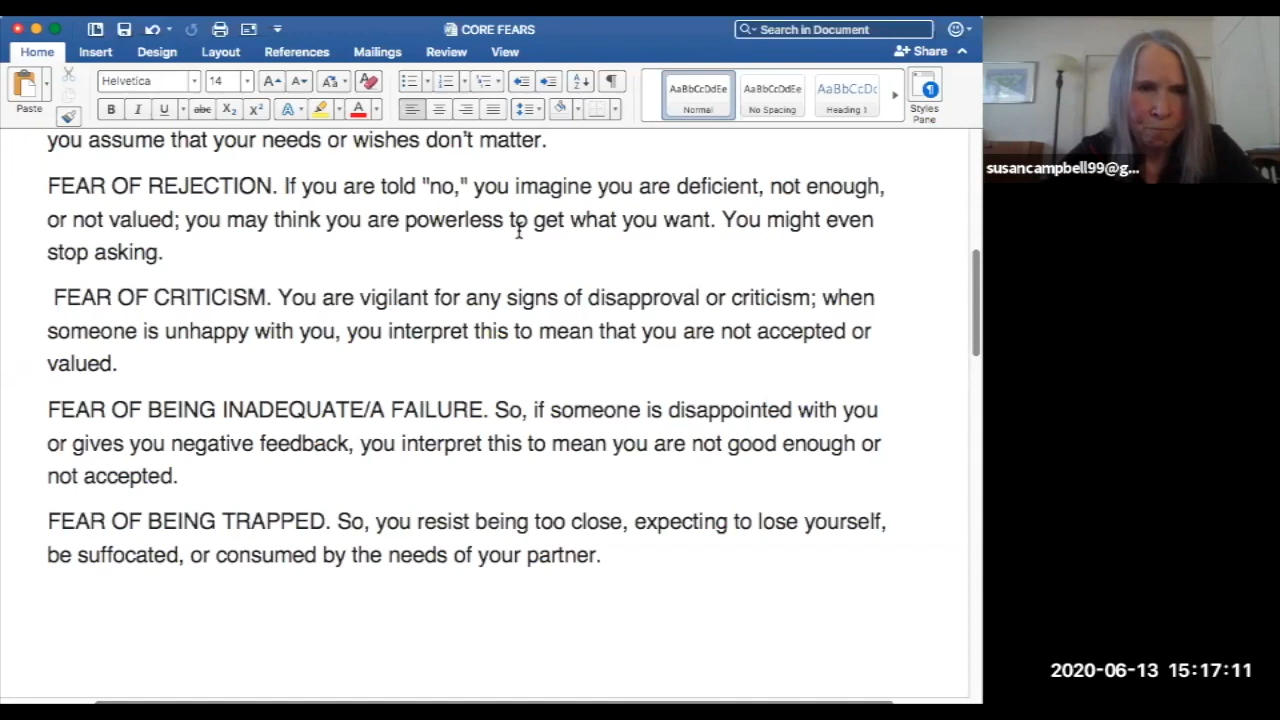 CORE FEARS
Search in Document
Home Insert Design Layout References Mailings Review View Share
Paste Helvetica 14 AaBbCcDdEe Normal AaBbCcDdEe No Spacing AaBbCcDc Heading 1 Styles Pane
B I U abc X₂ X² A A
you assume that your needs or wishes don't matter.
FEAR OF REJECTION. If you are told "no," you imagine you are deficient, not enough,
or not valued; you may think you are powerless to get what you want. You might even
stop asking.
FEAR OF CRITICISM. You are vigilant for any signs of disapproval or criticism; when
someone is unhappy with you, you interpret this to mean that you are not accepted or
valued.
FEAR OF BEING INADEQUATE/A FAILURE. So, if someone is disappointed with you
or gives you negative feedback, you interpret this to mean you are not good enough or
not accepted.
FEAR OF BEING TRAPPED. So, you resist being too close, expecting to lose yourself,
be suffocated, or consumed by the needs of your partner.
susancampbell99@g...
2020-06-13 15:17:11